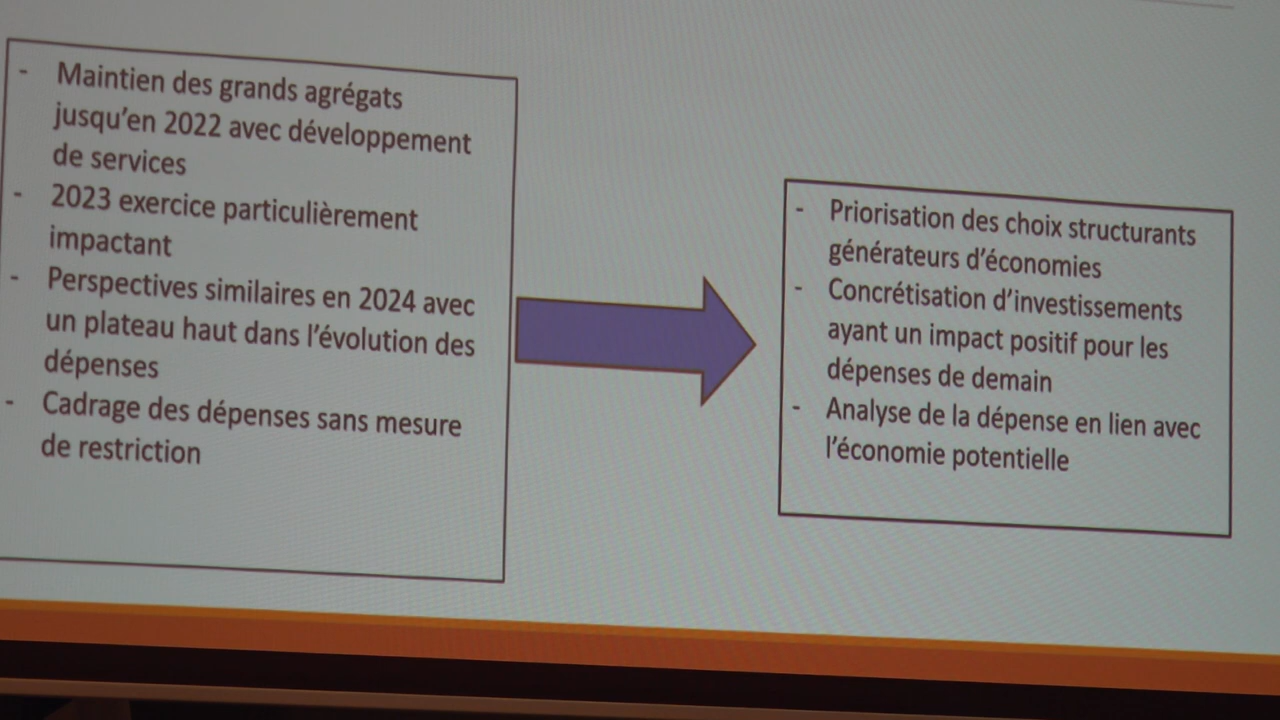 - Maintien des grands agrégats
jusqu'en 2022 avec développement
de services
- 2023 exercice particulièrement
impactant
- Perspectives similaires en 2024 avec
un plateau haut dans l'évolution des
dépenses
- Cadrage des dépenses sans mesure
de restriction
- Priorisation des choix structurants
générateurs d'économies
- Concrétisation d'investissements
ayant un impact positif pour les
dépenses de demain
- Analyse de la dépense en lien avec
l'économie potentielle